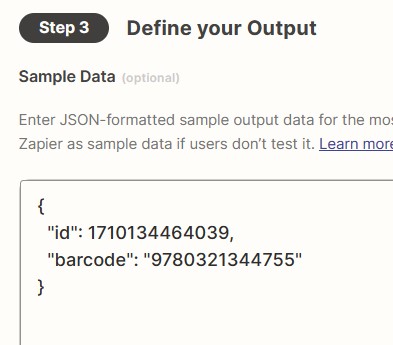 Step 3 Define your Output
Sample Data (optional)
Enter JSON-formatted sample output data for the mos
Zapier as sample data if users don't test it. Learn more
{
"id": 1710134464039,
"barcode": "9780321344755"
}